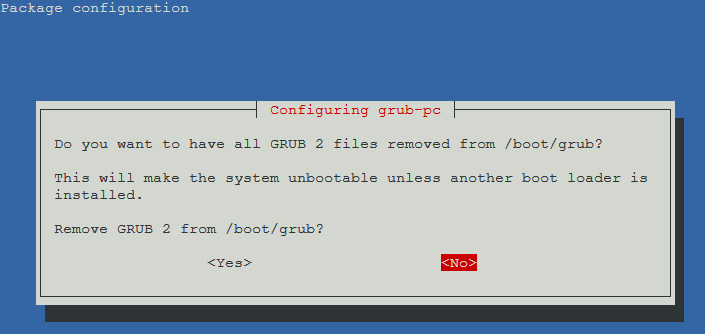 Package configuration
Configuring grub-pc
Do you want to have all GRUB 2 files removed from /boot/grub?
This will make the system unbootable unless another boot loader is
installed.
Remove GRUB 2 from /boot/grub?
<Yes> <No>